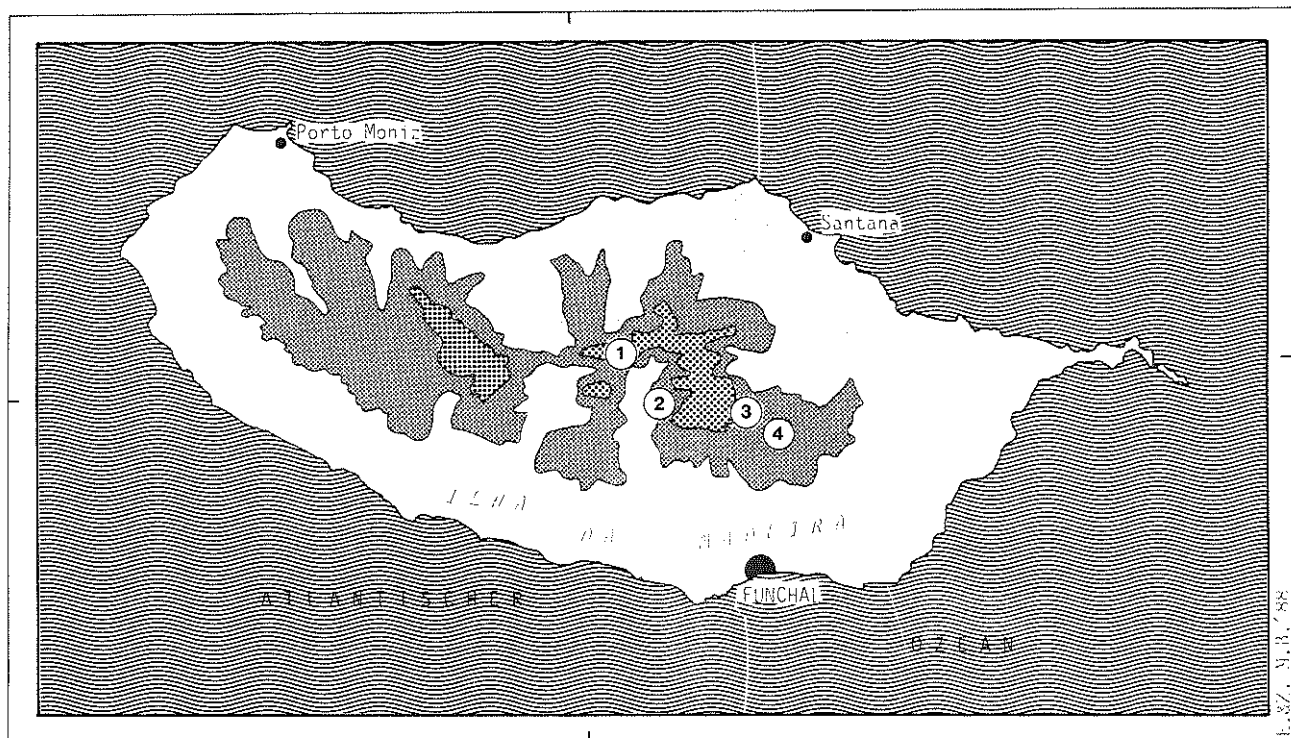 Porto Moniz
Santana
1
2
3
4
ILHA
DA
MADEIRA
FUNCHAL
ATLANTISCHER
OZEAN